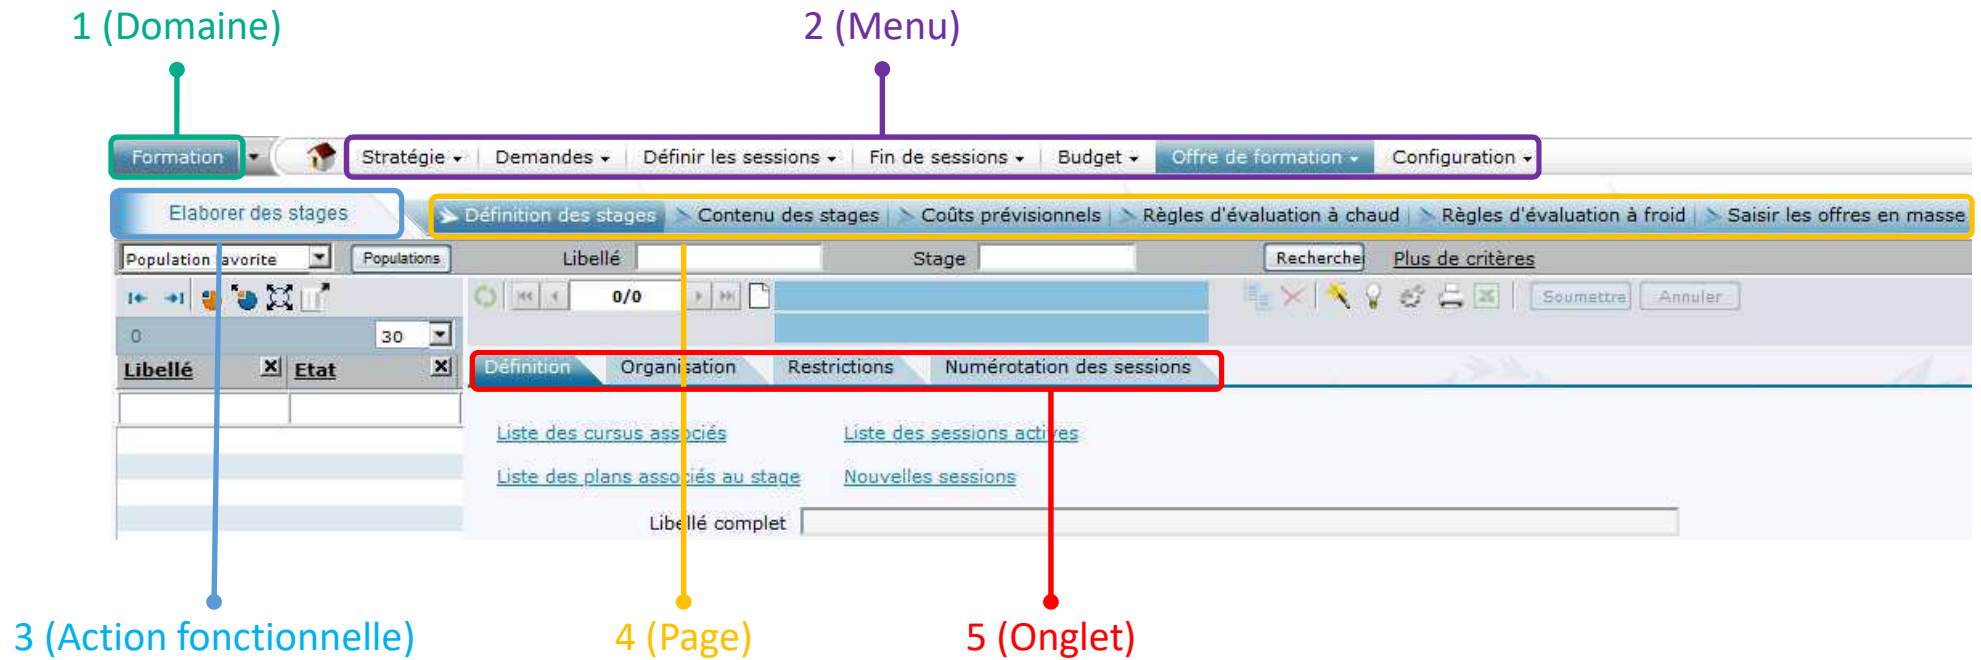 1 (Domaine) 2 (Menu)
Formation Stratégie Demandes Définir les sessions Fin de sessions Budget Offre de formation Configuration
Elaborer des stages Définition des stages Contenu des stages Coûts prévisionnels Règles d'évaluation à chaud Règles d'évaluation à froid Saisir les offres en masse
Population favorite Populations Libellé Stage Recherche Plus de critères
0/0 Soumettre Annuler
0 30
Libellé Etat Définition Organisation Restrictions Numérotation des sessions
Liste des cursus associés Liste des sessions actives
Liste des plans associés au stage Nouvelles sessions
Libellé complet
3 (Action fonctionnelle) 4 (Page) 5 (Onglet)